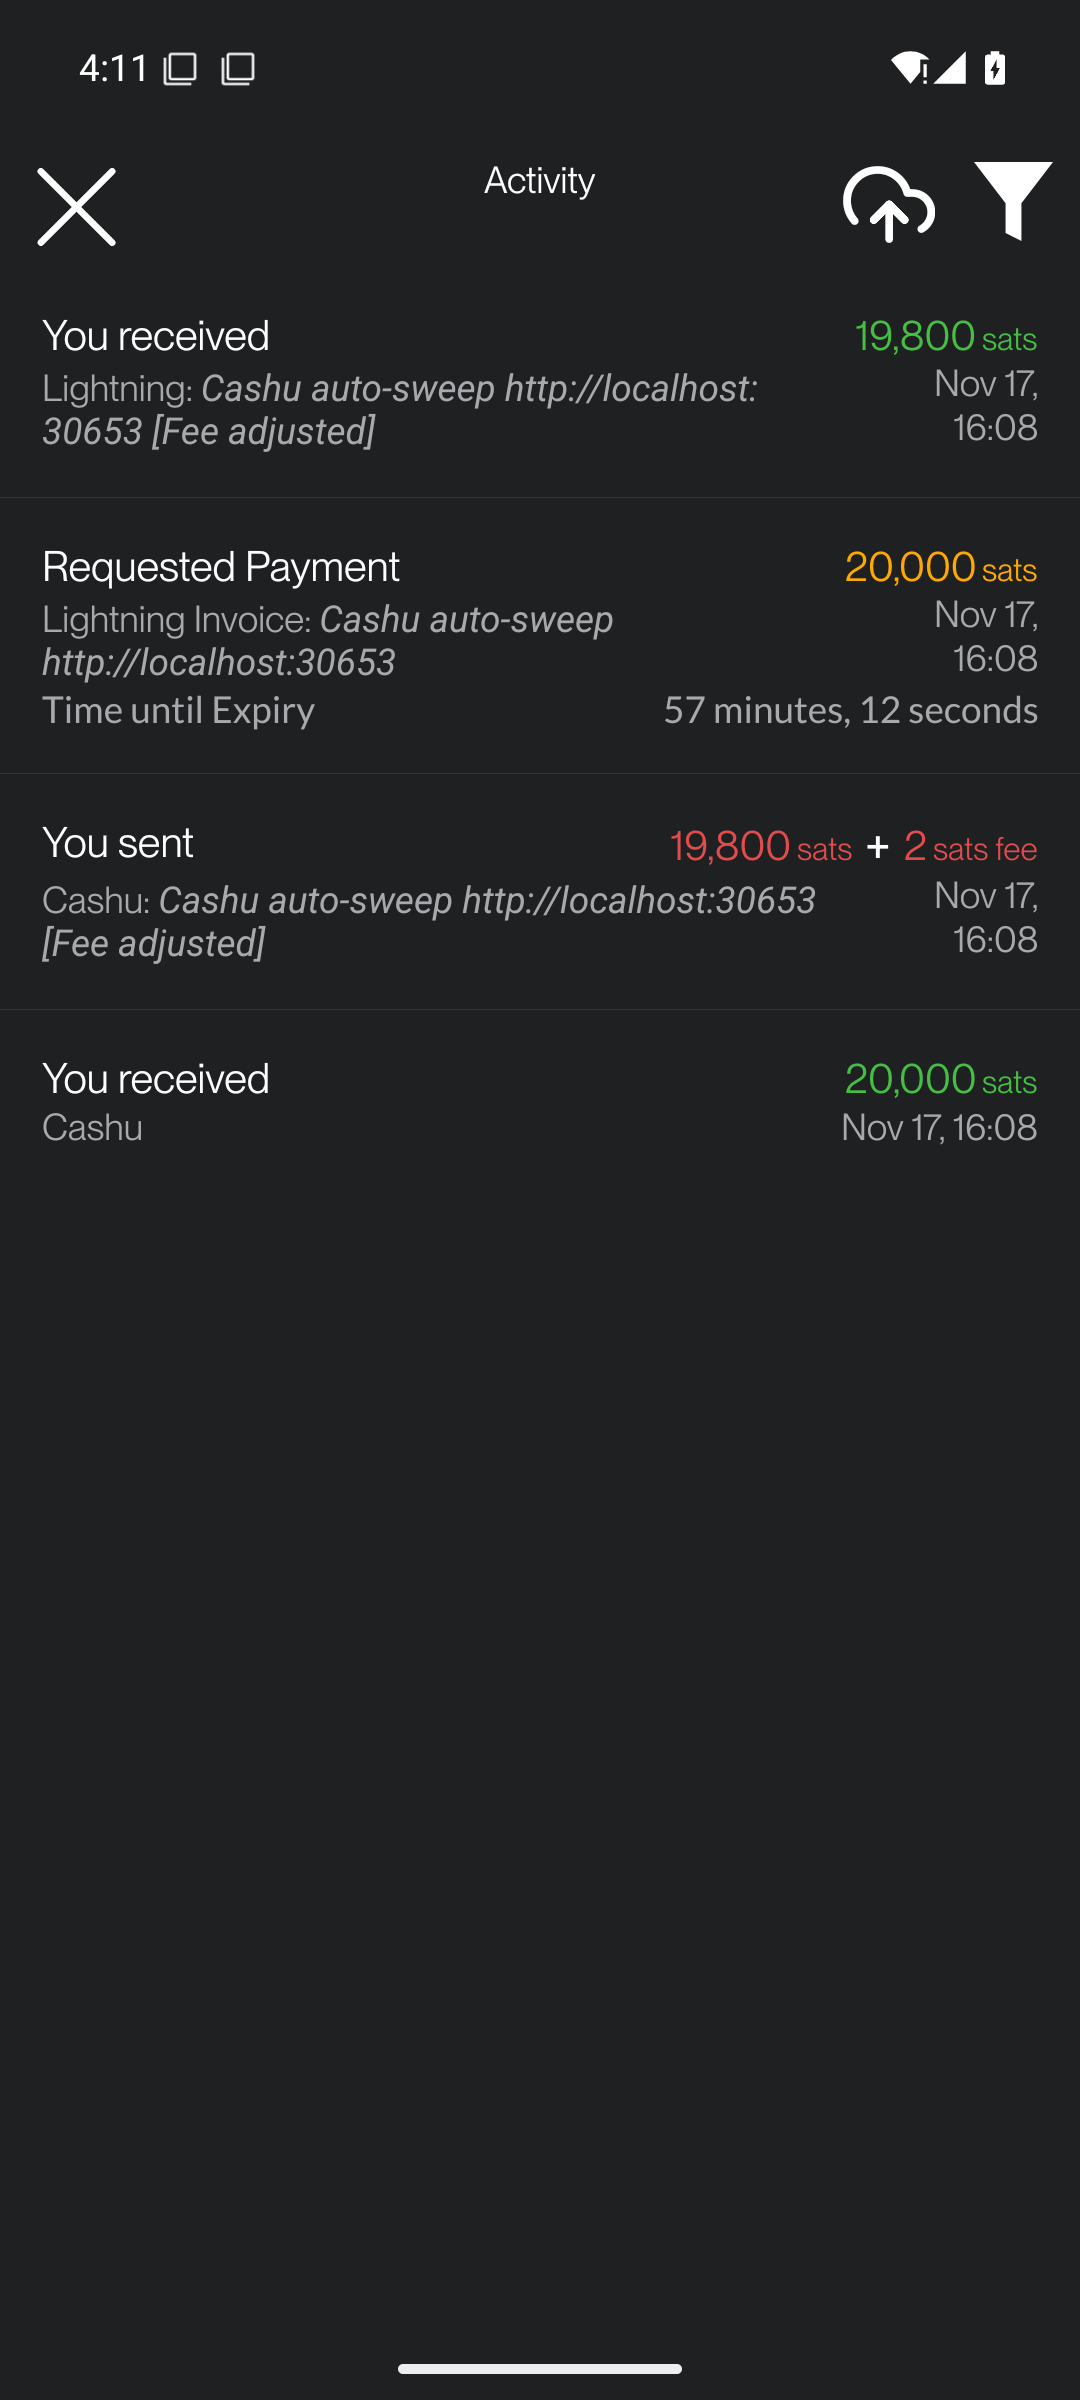 4:11
Activity
You received 19,800 sats
Lightning: Cashu auto-sweep http://localhost: Nov 17,
30653 [Fee adjusted] 16:08
Requested Payment 20,000 sats
Lightning Invoice: Cashu auto-sweep Nov 17,
http://localhost:30653 16:08
Time until Expiry 57 minutes, 12 seconds
You sent 19,800 sats + 2 sats fee
Cashu: Cashu auto-sweep http://localhost:30653 Nov 17,
[Fee adjusted] 16:08
You received 20,000 sats
Cashu Nov 17, 16:08